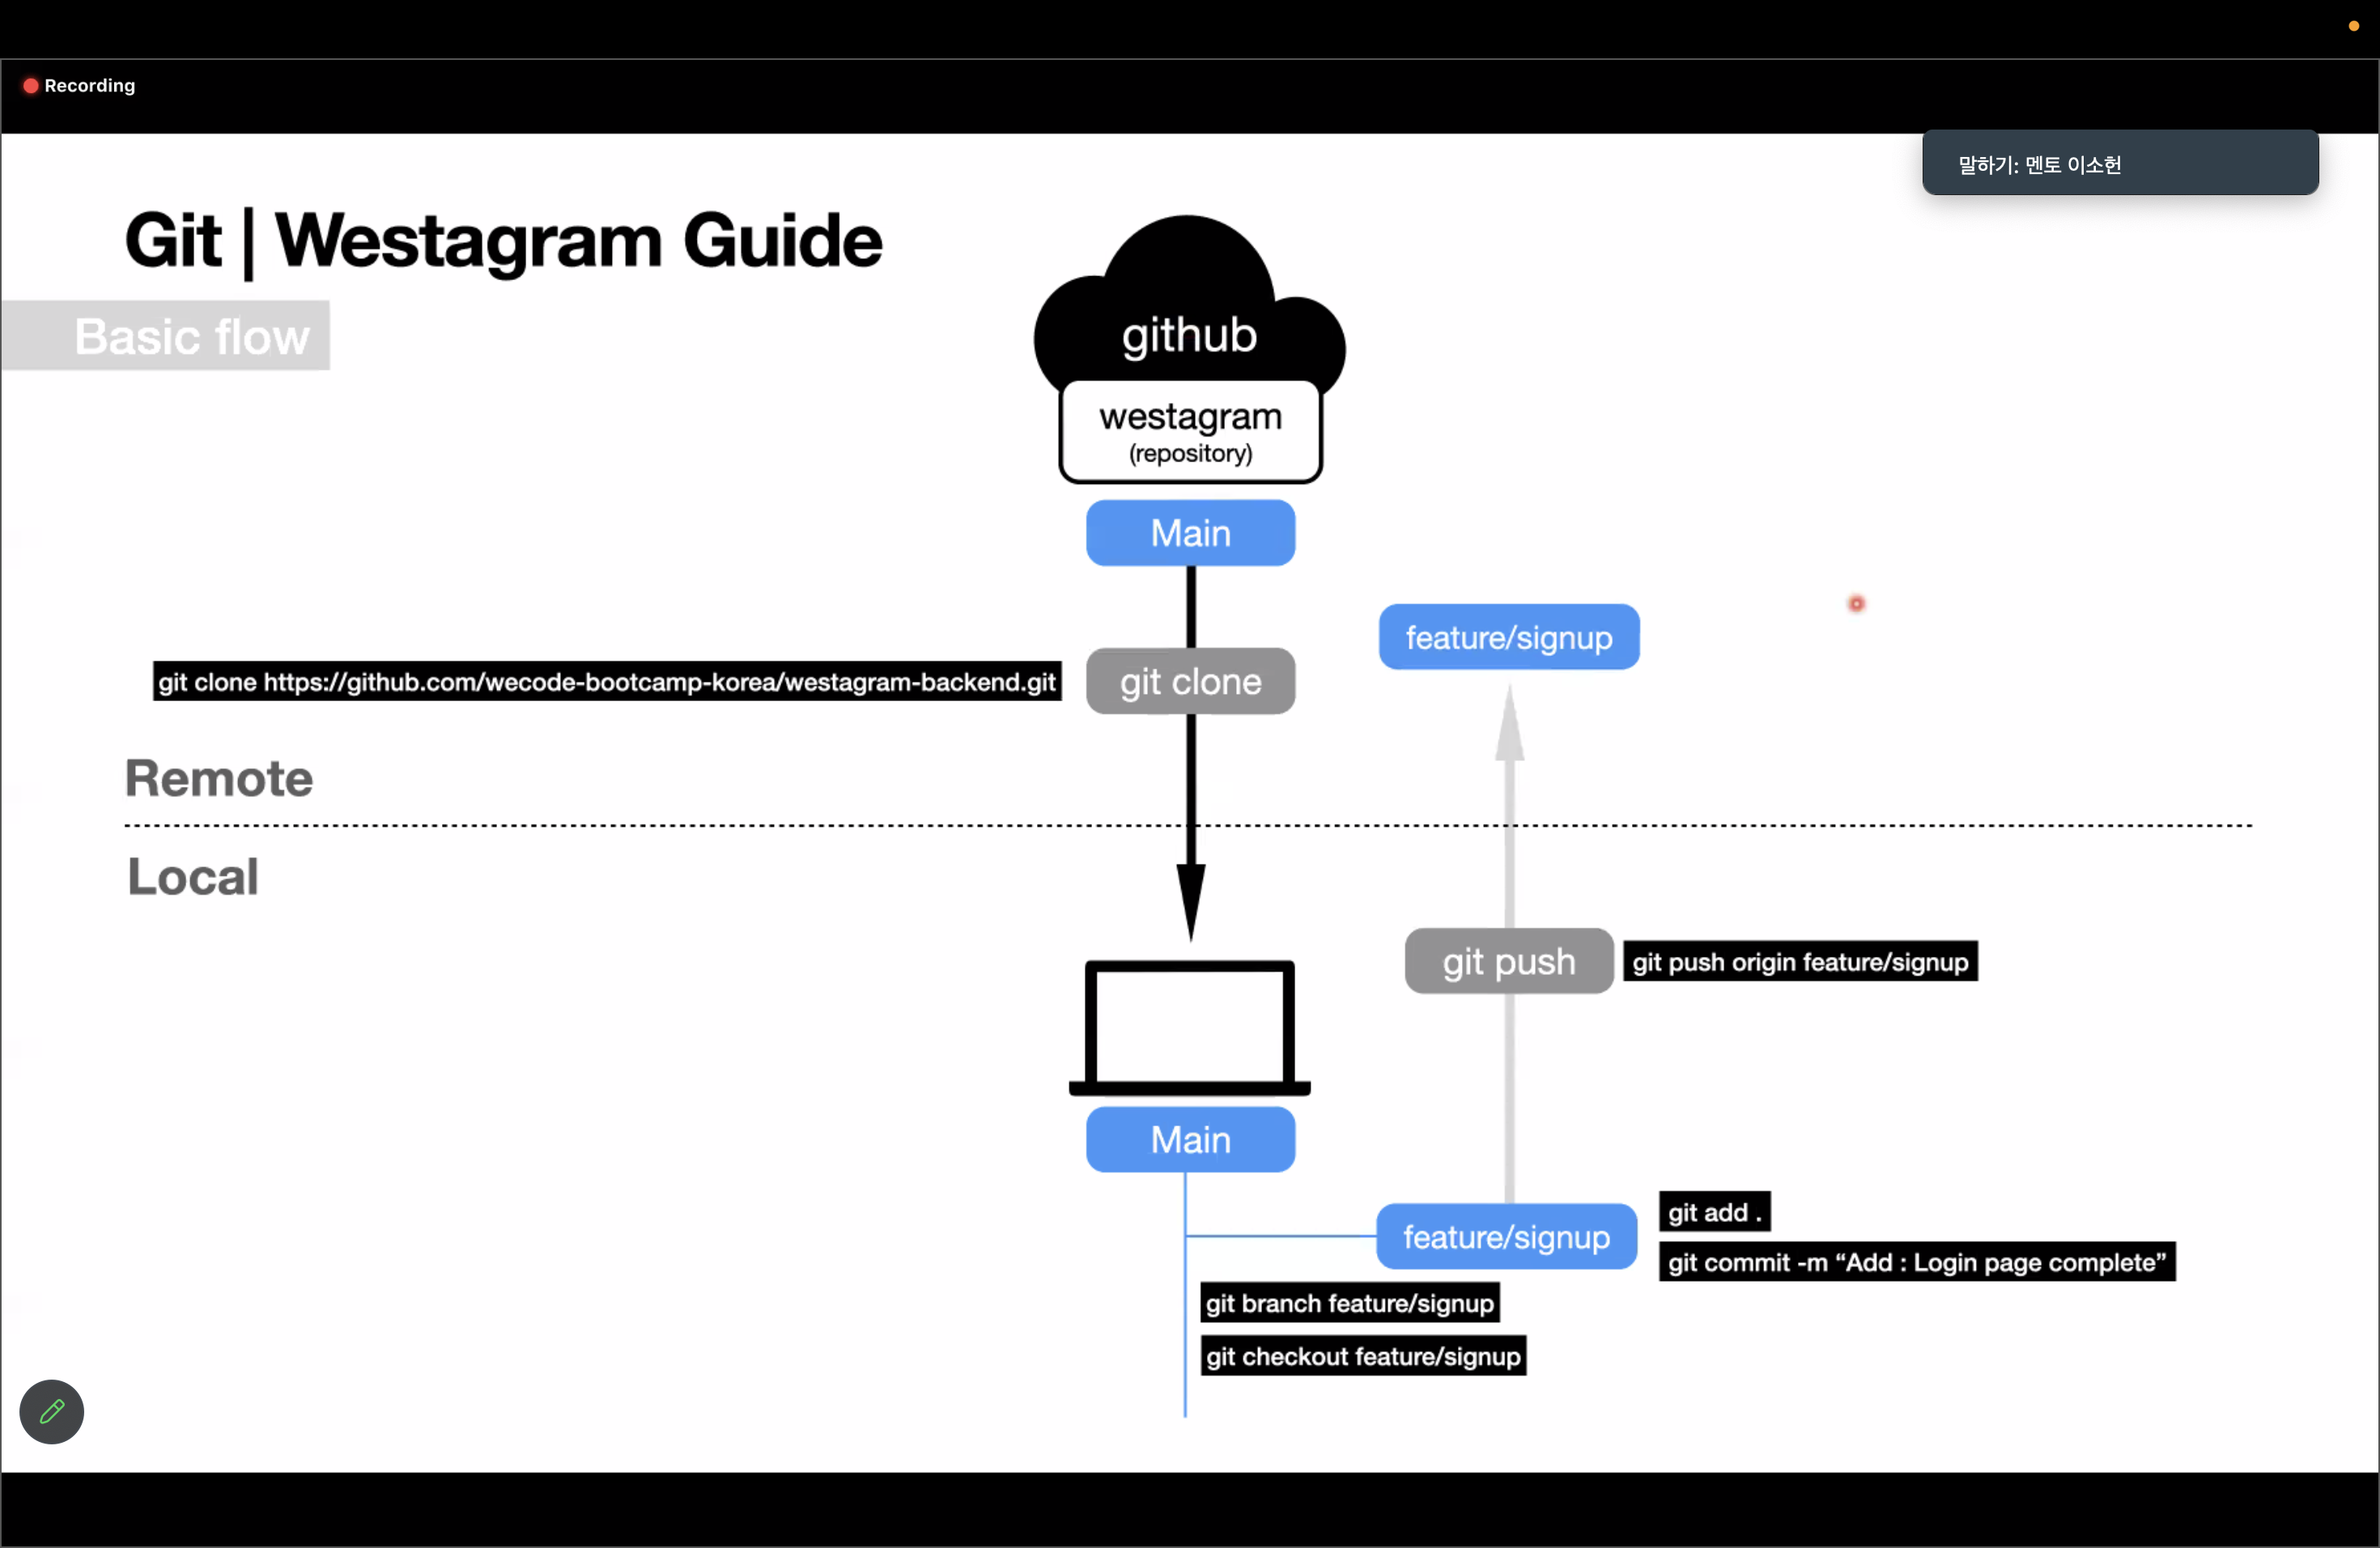 Recording
말하기: 멘토 이소헌
Git | Westagram Guide
Basic flow
github
westagram
(repository)
Main
feature/signup
git clone https://github.com/wecode-bootcamp-korea/westagram-backend.git
git clone
Remote
Local
git push
git push origin feature/signup
Main
feature/signup
git add .
git commit -m “Add : Login page complete”
git branch feature/signup
git checkout feature/signup